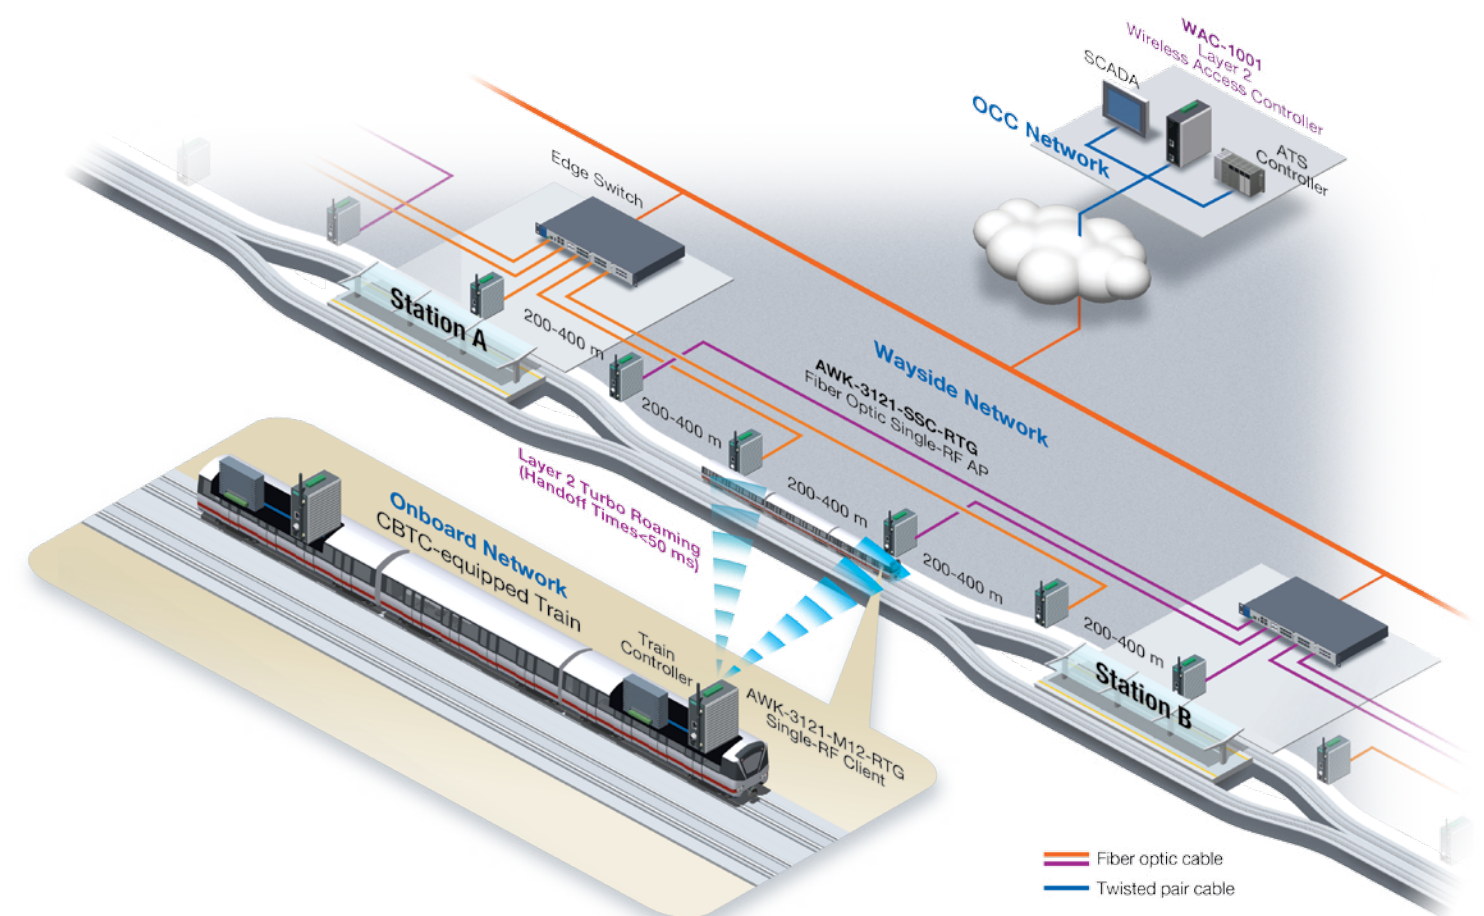 WAC-1001
Layer 2
Wireless Access Controller
SCADA
OCC Network
ATS
Controller
Edge Switch
Station A
200-400 m
Wayside Network
AWK-3121-SSC-RTG
Fiber Optic Single-RF AP
200-400 m
Layer 2 Turbo Roaming
(Handoff Times<50 ms)
200-400 m
Onboard Network
CBTC-equipped Train
200-400 m
200-400 m
Train
Controller
Station B
AWK-3121-M12-RTG
Single-RF Client
Fiber optic cable
Twisted pair cable